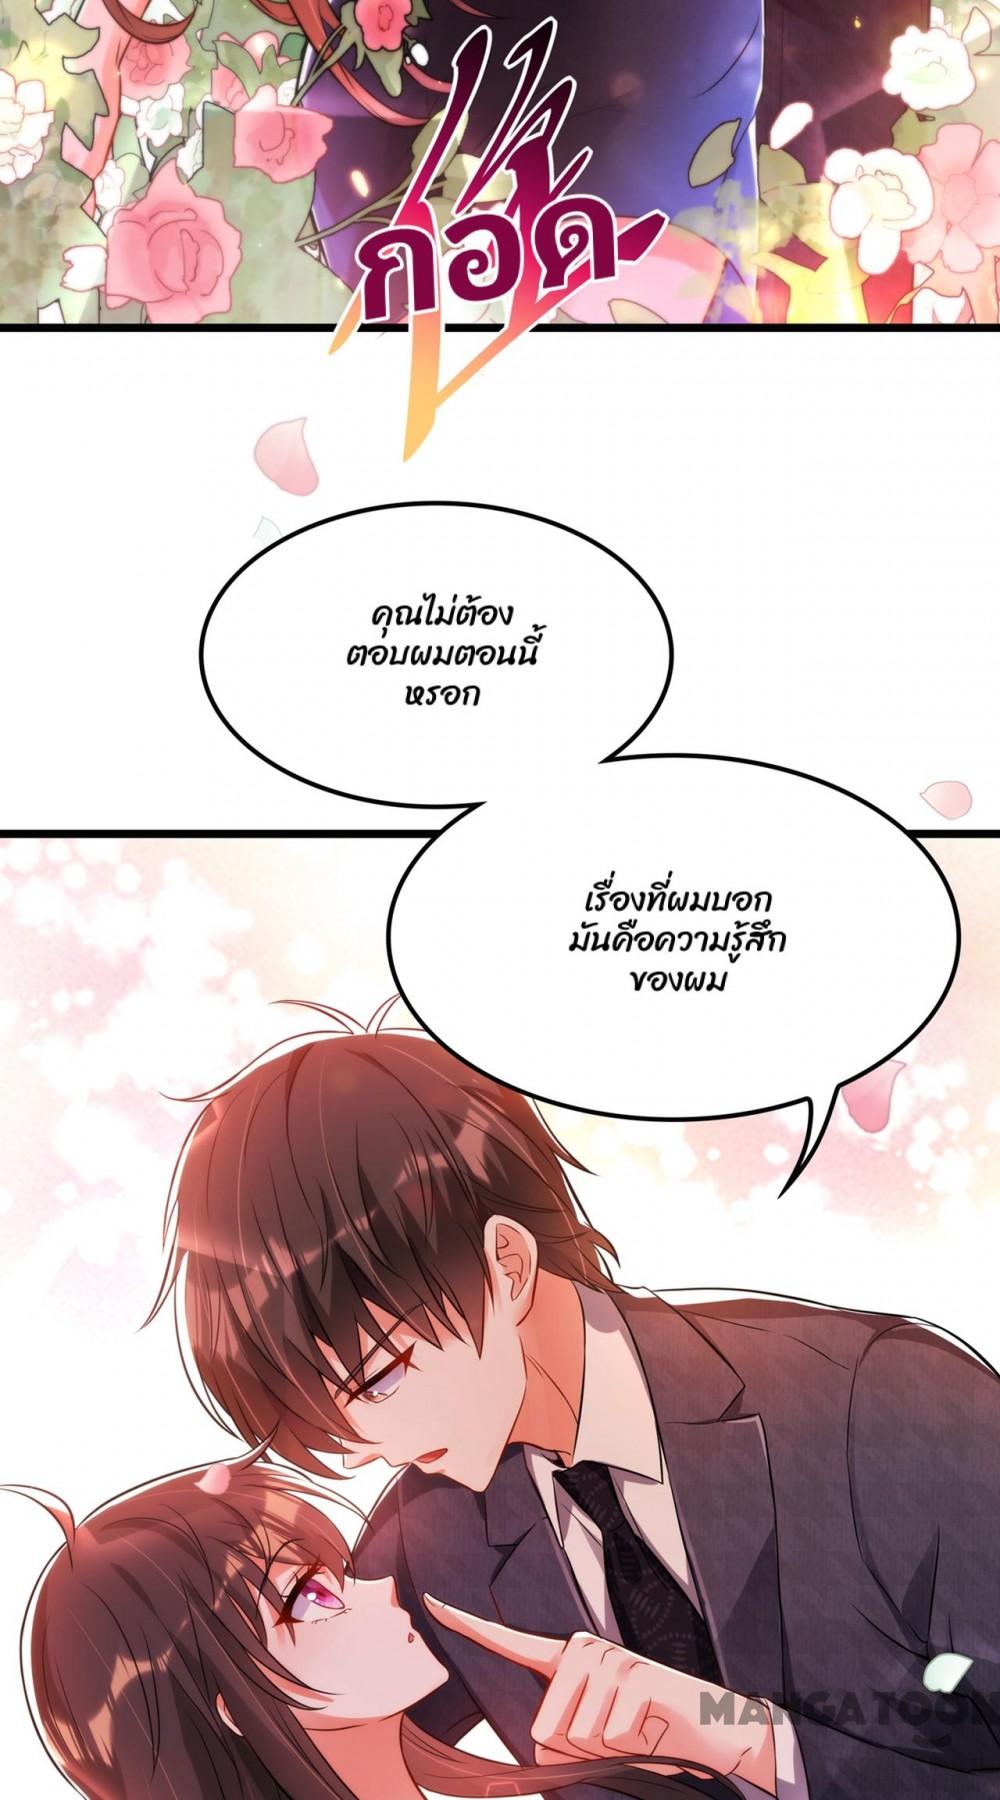 กอด
คุณไม่ต้อง
ตอบผมตอนนี้
หรอก
เรื่องที่ผมบอก
มันคือความรู้สึก
ของผม
MANGATOON